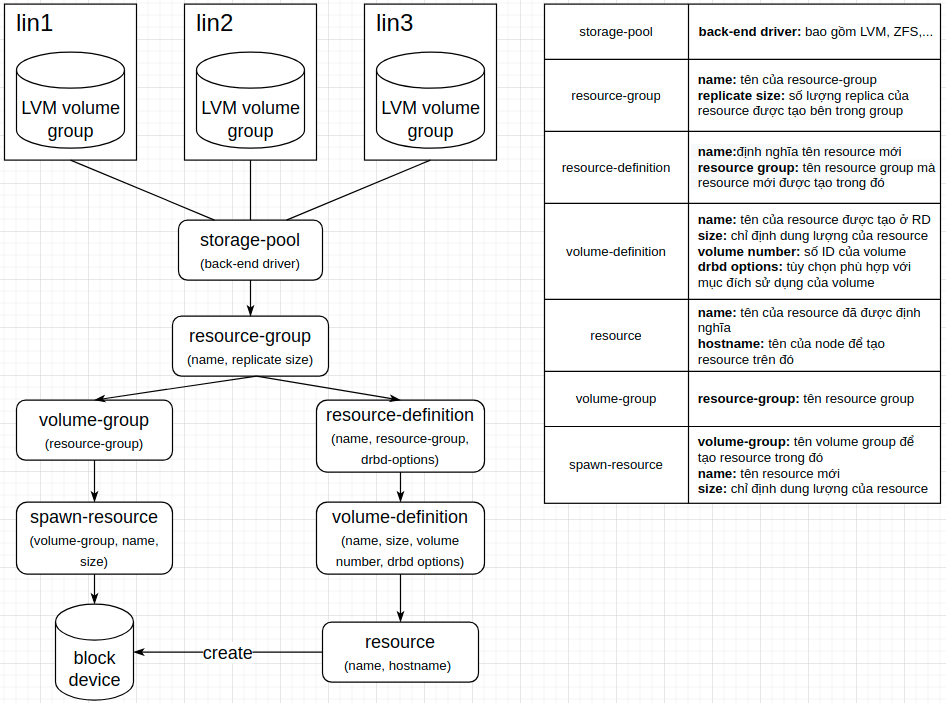 lin1
LVM volume
group
lin2
LVM volume
group
lin3
LVM volume
group
storage-pool
(back-end driver)
resource-group
(name, replicate size)
volume-group
(resource-group)
resource-definition
(name, resource-group,
drbd-options)
spawn-resource
(volume-group, name,
size)
volume-definition
(name, size, volume
number, drbd options)
block
device
create
resource
(name, hostname)
storage-pool
back-end driver: bao gồm LVM, ZFS,...
resource-group
name: tên của resource-group
replicate size: số lượng replica của
resource được tạo bên trong group
resource-definition
name:định nghĩa tên resource mới
resource group: tên resource group mà
resource mới được tạo trong đó
volume-definition
name: tên của resource được tạo ở RD
size: chỉ định dung lượng của resource
volume number: số ID của volume
drbd options: tùy chọn phù hợp với
mục đích sử dụng của volume
resource
name: tên của resource đã được định
nghĩa
hostname: tên của node để tạo
resource trên đó
volume-group
resource-group: tên resource group
spawn-resource
volume-group: tên volume group để
tạo resource trong đó
name: tên resource mới
size: chỉ định dung lượng của resource